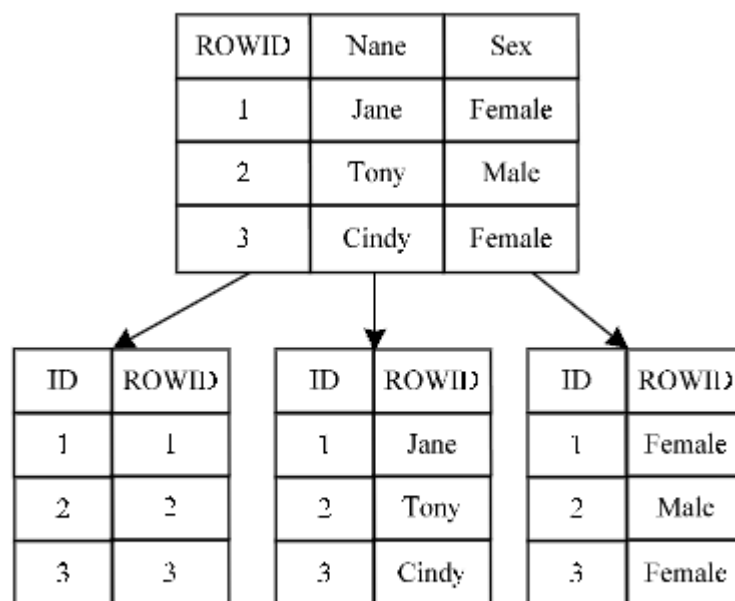 ROWID Nane Sex
1 Jane Female
2 Tony Male
3 Cindy Female
ID ROWID ID ROWID ID ROWID
1 1 1 Jane 1 Female
2 2 2 Tony 2 Male
3 3 3 Cindy 3 Female